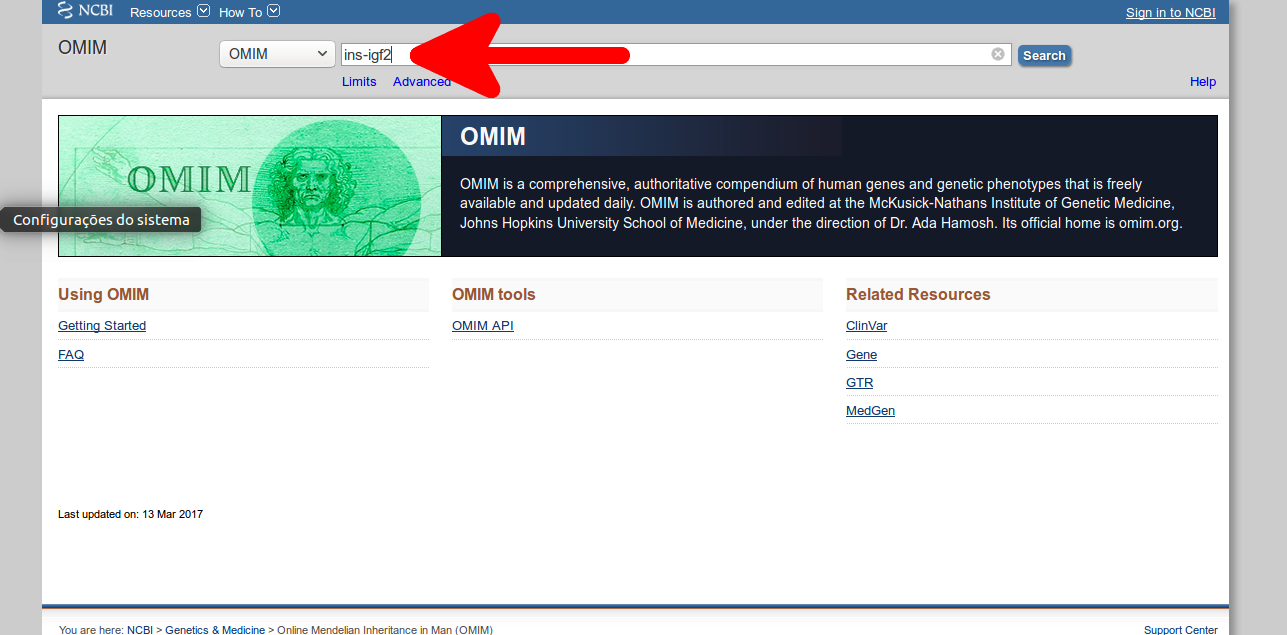 NCBI Resources How To Sign in to NCBI
OMIM OMIM ins-igf2 Search
Limits Advanced Help
OMIM
OMIM
OMIM is a comprehensive, authoritative compendium of human genes and genetic phenotypes that is freely
available and updated daily. OMIM is authored and edited at the McKusick-Nathans Institute of Genetic Medicine,
Johns Hopkins University School of Medicine, under the direction of Dr. Ada Hamosh. Its official home is omim.org.
Configurações do sistema
Using OMIM OMIM tools Related Resources
Getting Started OMIM API ClinVar
FAQ Gene
GTR
MedGen
Last updated on: 13 Mar 2017
You are here: NCBI > Genetics & Medicine > Online Mendelian Inheritance in Man (OMIM) Support Center